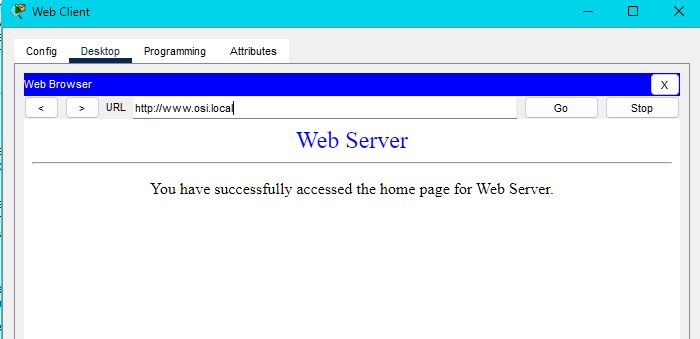 Web Client
Config Desktop Programming Attributes
Web Browser X
< > URL http://www.osi.local Go Stop
Web Server
You have successfully accessed the home page for Web Server.